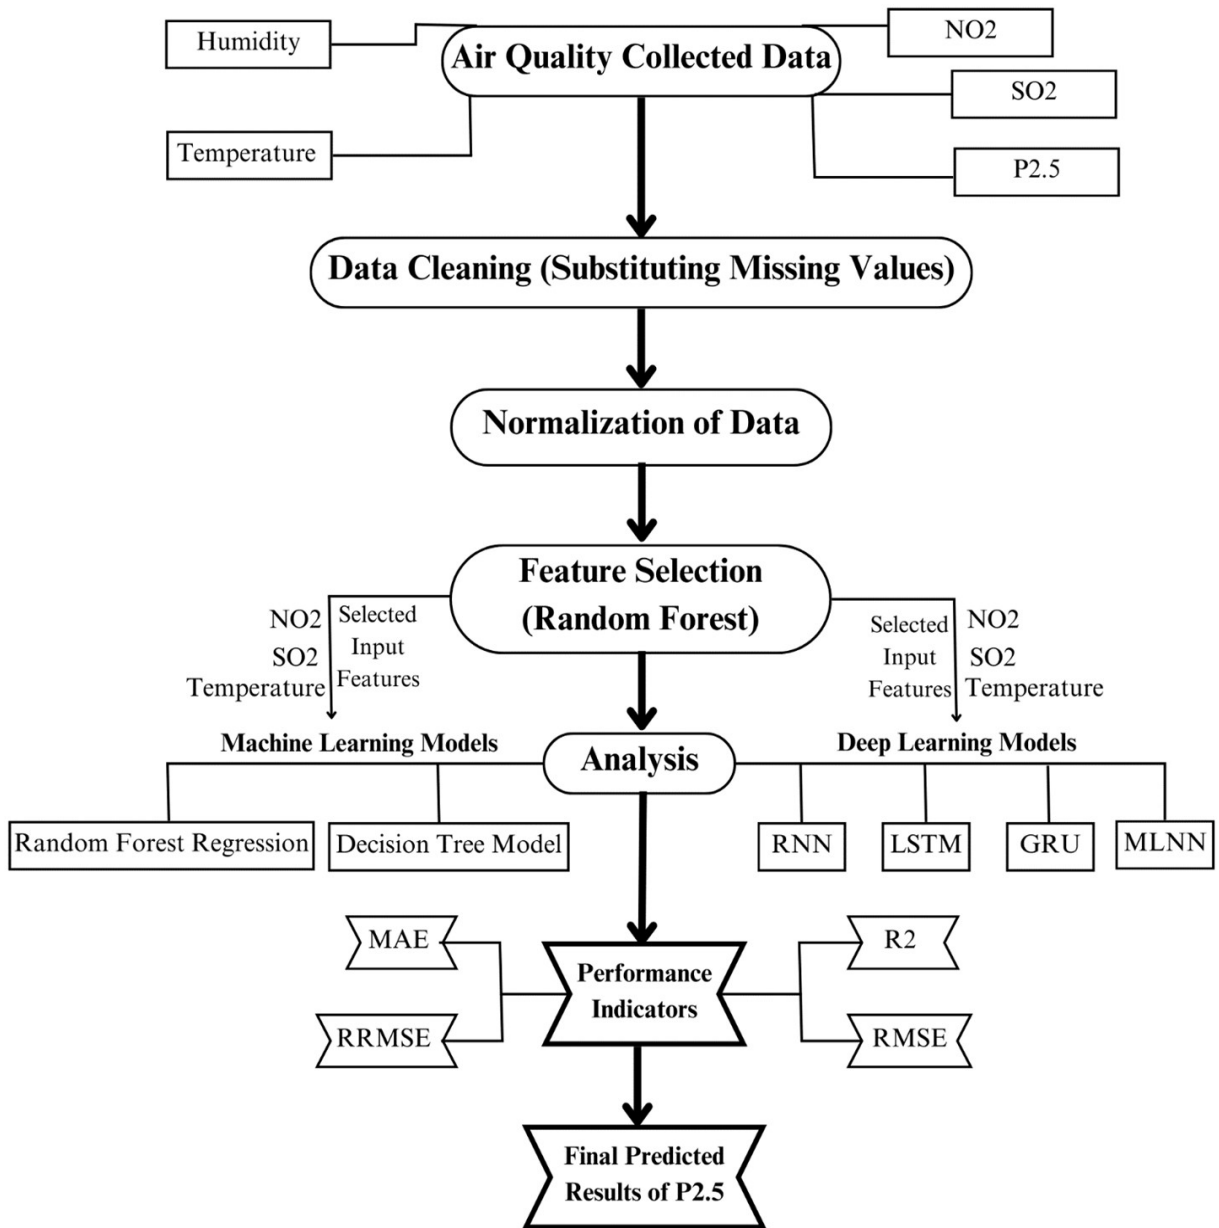 Humidity
Air Quality Collected Data
NO2
SO2
Temperature
P2.5
Data Cleaning (Substituting Missing Values)
Normalization of Data
Feature Selection
(Random Forest)
NO2
SO2
Temperature
Selected
Input
Features
Selected
Input
Features
NO2
SO2
Temperature
Machine Learning Models
Analysis
Deep Learning Models
Random Forest Regression
Decision Tree Model
RNN
LSTM
GRU
MLNN
MAE
RRMSE
Performance
Indicators
R2
RMSE
Final Predicted
Results of P2.5